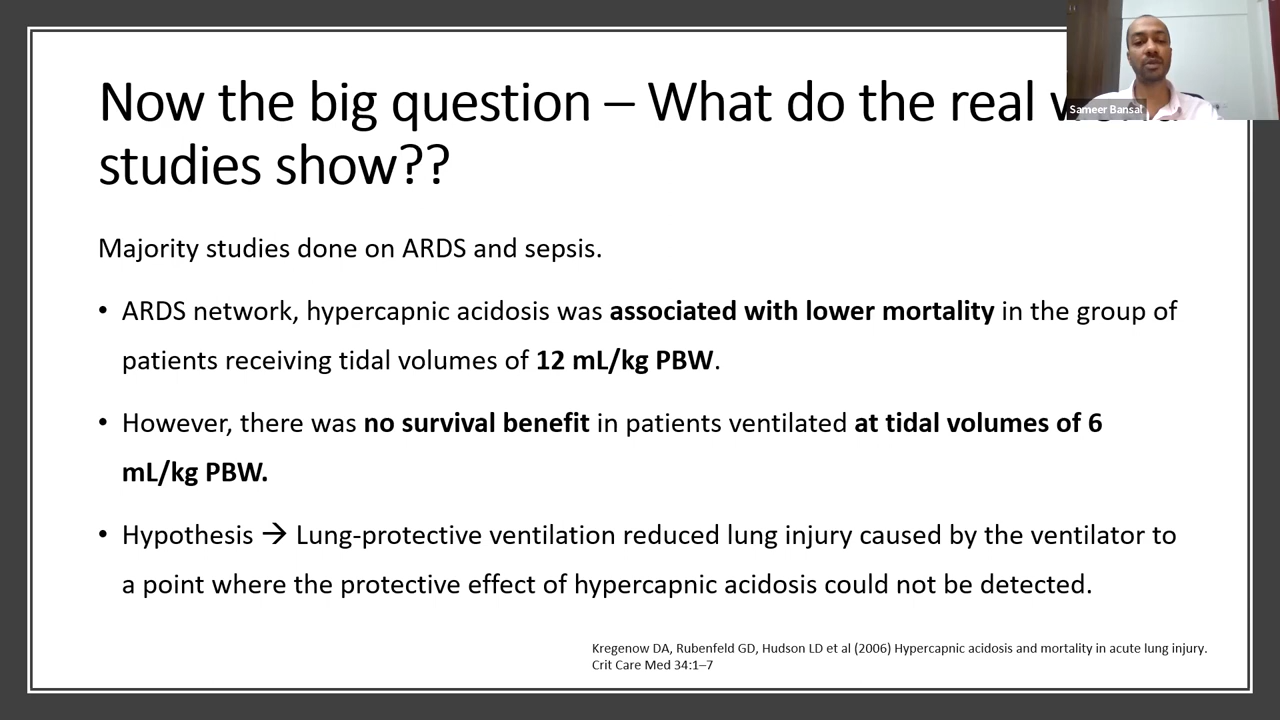 Now the big question – What do the real
studies show??
Sameer Bansal
Majority studies done on ARDS and sepsis.
• ARDS network, hypercapnic acidosis was associated with lower mortality in the group of
patients receiving tidal volumes of 12 mL/kg PBW.
• However, there was no survival benefit in patients ventilated at tidal volumes of 6
mL/kg PBW.
• Hypothesis → Lung-protective ventilation reduced lung injury caused by the ventilator to
a point where the protective effect of hypercapnic acidosis could not be detected.
Kregenow DA, Rubenfeld GD, Hudson LD et al (2006) Hypercapnic acidosis and mortality in acute lung injury.
Crit Care Med 34:1–7